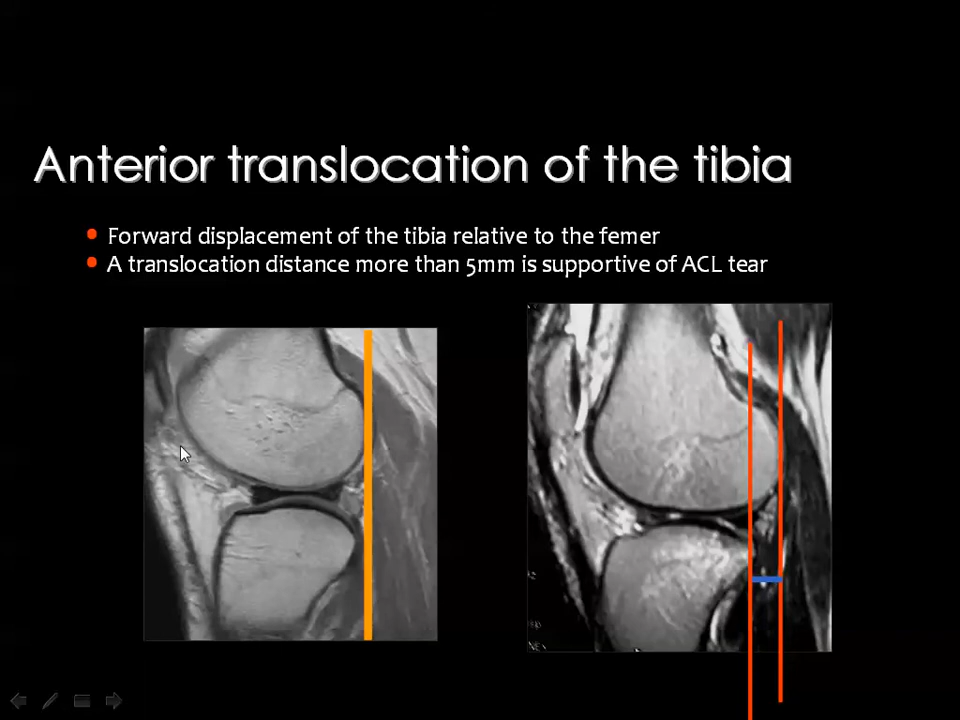 Anterior translocation of the tibia
Forward displacement of the tibia relative to the femer
A translocation distance more than 5mm is supportive of ACL tear